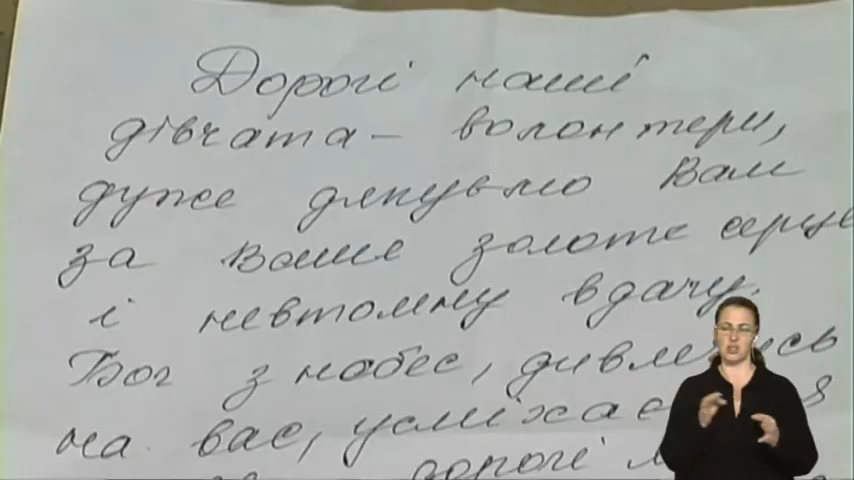 Дорогі наші
дівчата – волонтери,
дуже дякуємо Вам
за Ваше золоте серце
і невтомну вдачу.
Бог з небес, дивлячись
на вас, усміхається
дорогі